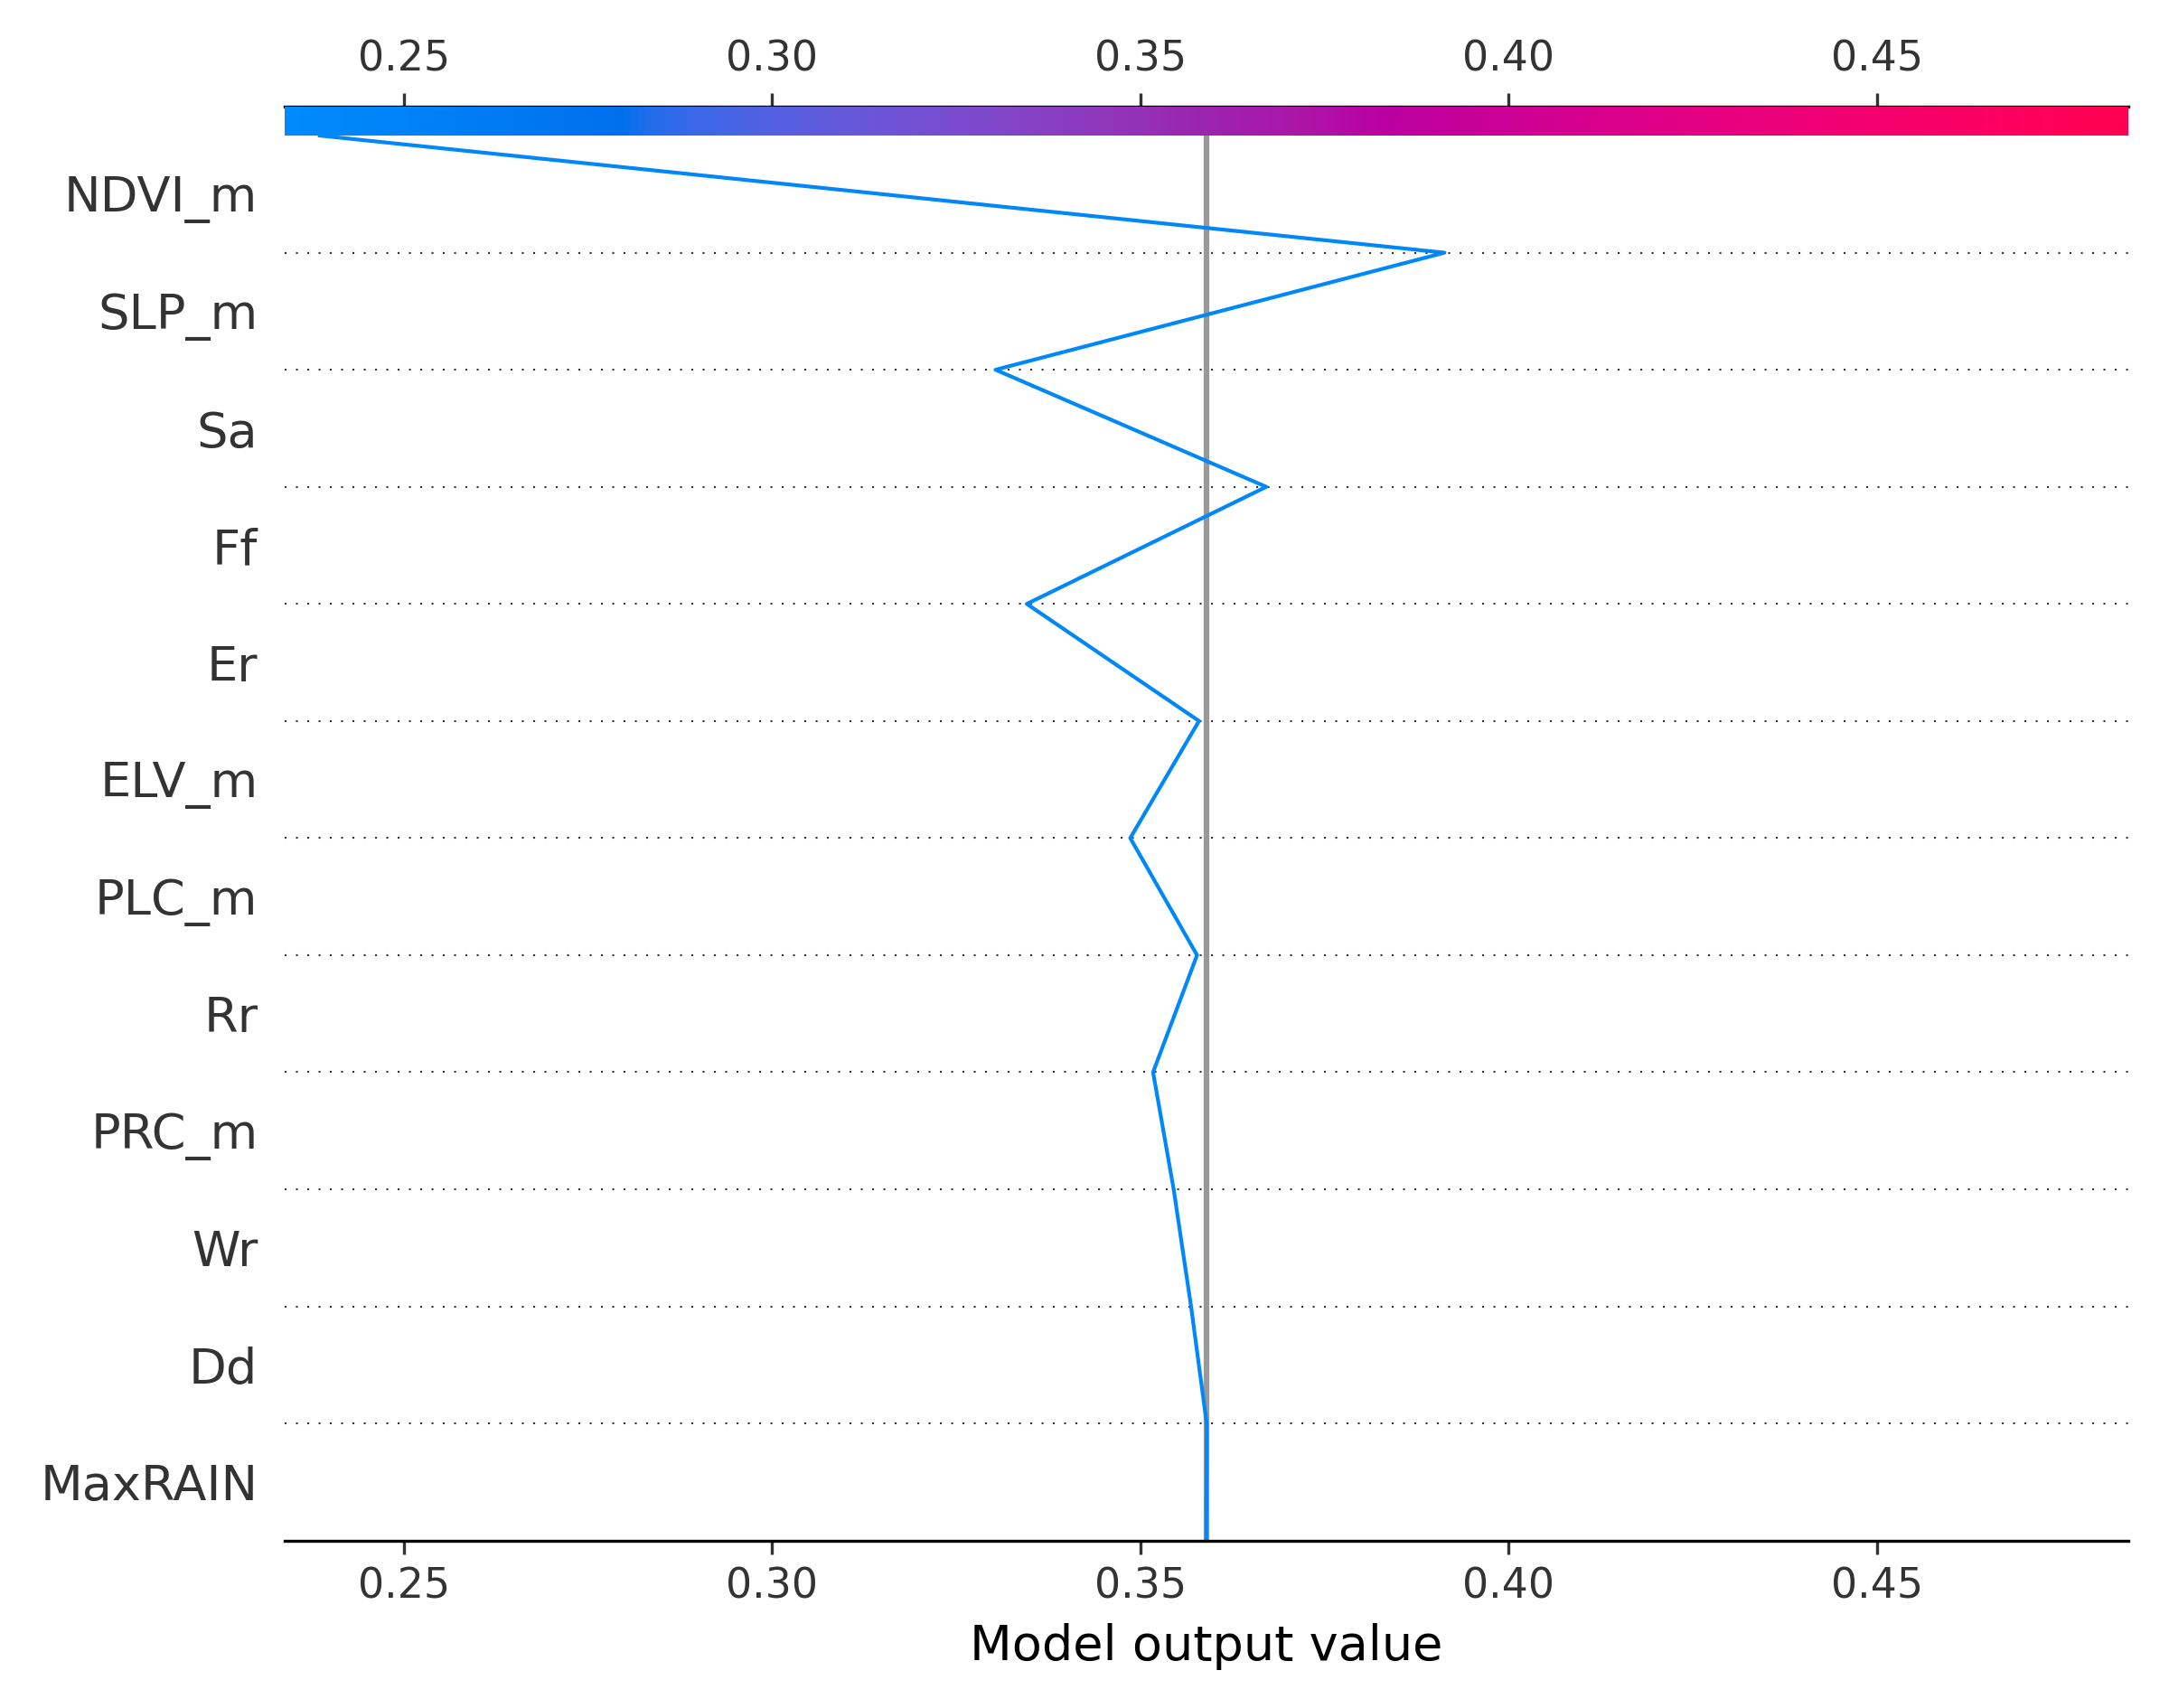 0.25 0.30 0.35 0.40 0.45
NDVI_m
SLP_m
Sa
Ff
Er
ELV_m
PLC_m
Rr
PRC_m
Wr
Dd
MaxRAIN
0.25 0.30 0.35 0.40 0.45
Model output value